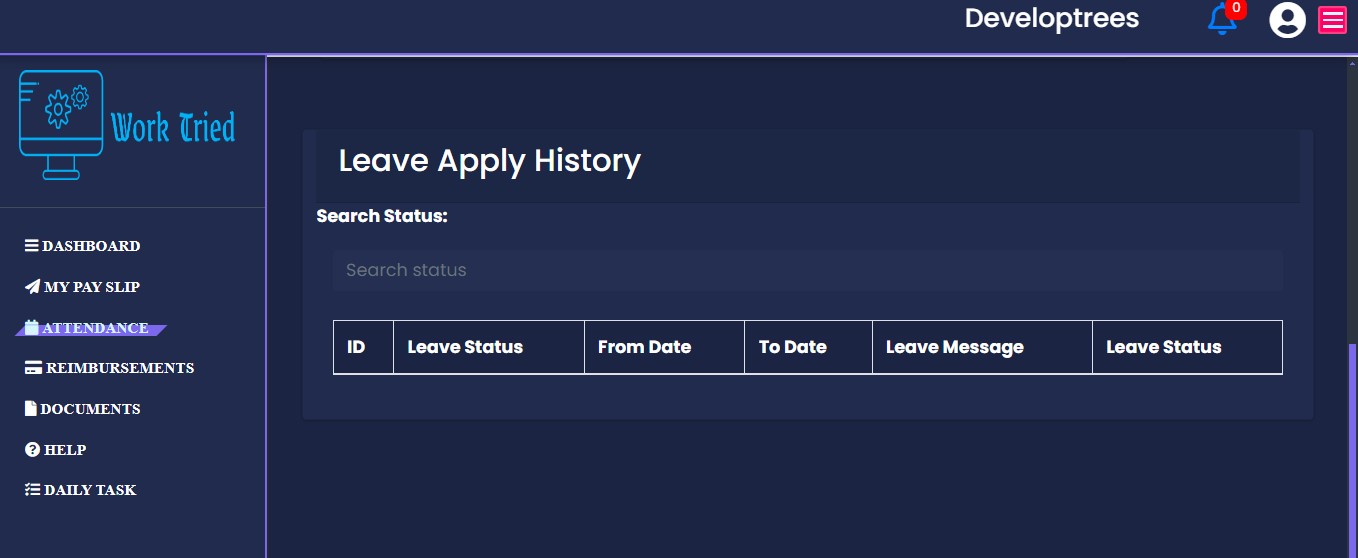 Developtrees
0
Work Tried
DASHBOARD
MY PAY SLIP
ATTENDANCE
REIMBURSEMENTS
DOCUMENTS
HELP
DAILY TASK
Leave Apply History
Search Status:
Search status
ID Leave Status From Date To Date Leave Message Leave Status